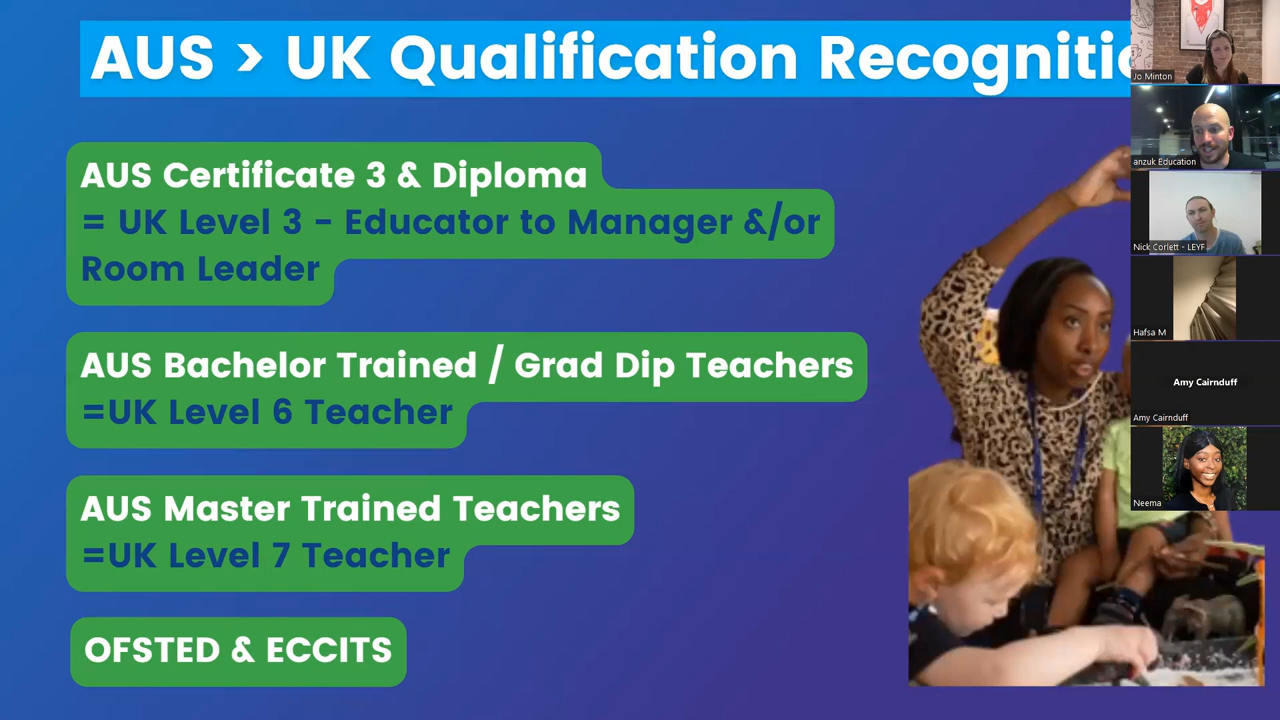 AUS > UK Qualification Recogniti
AUS Certificate 3 & Diploma
= UK Level 3 - Educator to Manager &/or
Room Leader
AUS Bachelor Trained / Grad Dip Teachers
=UK Level 6 Teacher
AUS Master Trained Teachers
=UK Level 7 Teacher
OFSTED & ECCITS
Jo Minton
anzuk Education
Nick Corlett - LEYF
Hafsa M
Amy Cairnduff
Amy Cairnduff
Neema